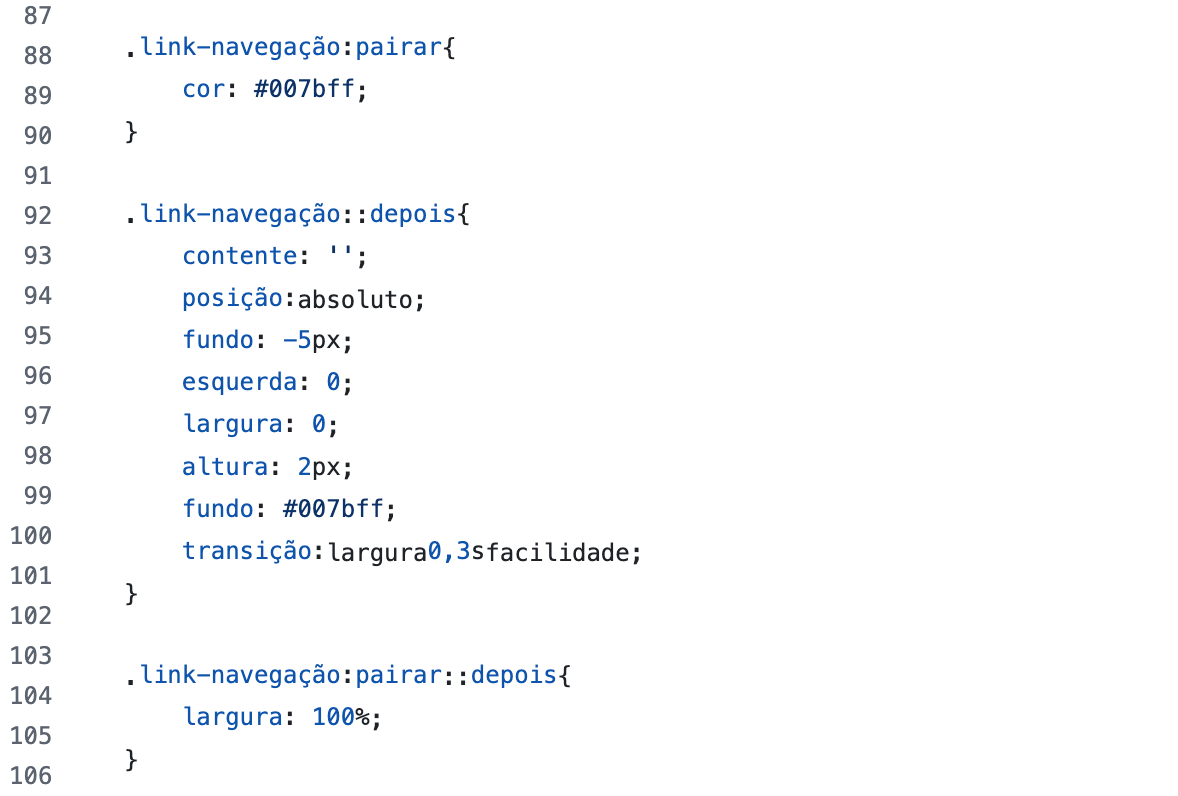 87
88 .link-navegação:pairar{
89 cor: #007bff;
90 }
91
92 .link-navegação::depois{
93 contente: '';
94 posição:absoluto;
95 fundo: -5px;
96 esquerda: 0;
97 largura: 0;
98 altura: 2px;
99 fundo: #007bff;
100 transição:largura0,3sfacilidade;
101 }
102
103 .link-navegação:pairar::depois{
104 largura: 100%;
105 }
106